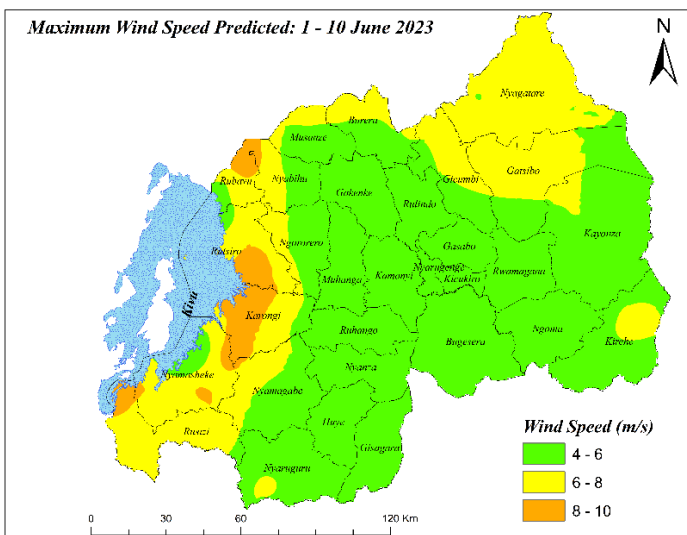 Maximum Wind Speed Predicted: 1 - 10 June 2023
N
Nyagatare
Burera
Musanze
Gicumbi
Gatsibo
Rubavu
Nyabihu
Gakenke
Rulindo
Kayonza
Rutsiro
Ngororero
Gasabo
Nyarugenge
Kicukiro
Rwamagana
Muhanga
Kamonyi
Kivu
Karongi
Ruhango
Bugesera
Ngoma
Kirehe
Nyamasheke
Nyanza
Nyamagabe
Huye
Gisagara
Rusizi
Nyaruguru
Wind Speed (m/s)
4 - 6
6 - 8
8 - 10
0 30 60 120 Km